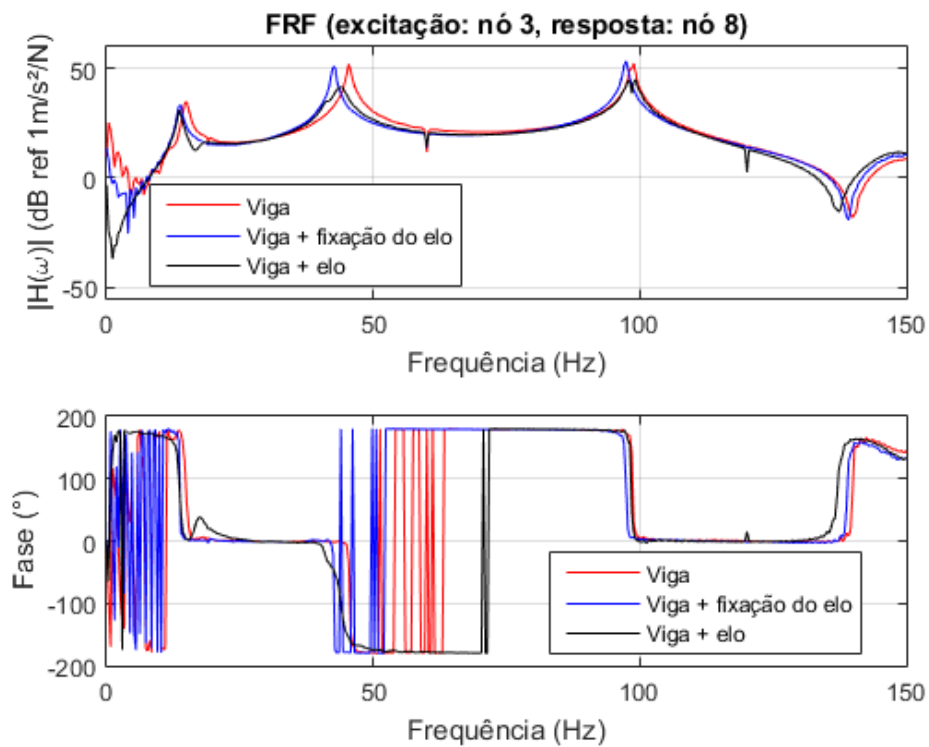 FRF (excitação: nó 3, resposta: nó 8)
|H(ω)| (dB ref 1m/s²/N)
50
0
-50
Viga
Viga + fixação do elo
Viga + elo
0
50
100
150
Frequência (Hz)
Fase (°)
200
100
0
-100
-200
Viga
Viga + fixação do elo
Viga + elo
0
50
100
150
Frequência (Hz)